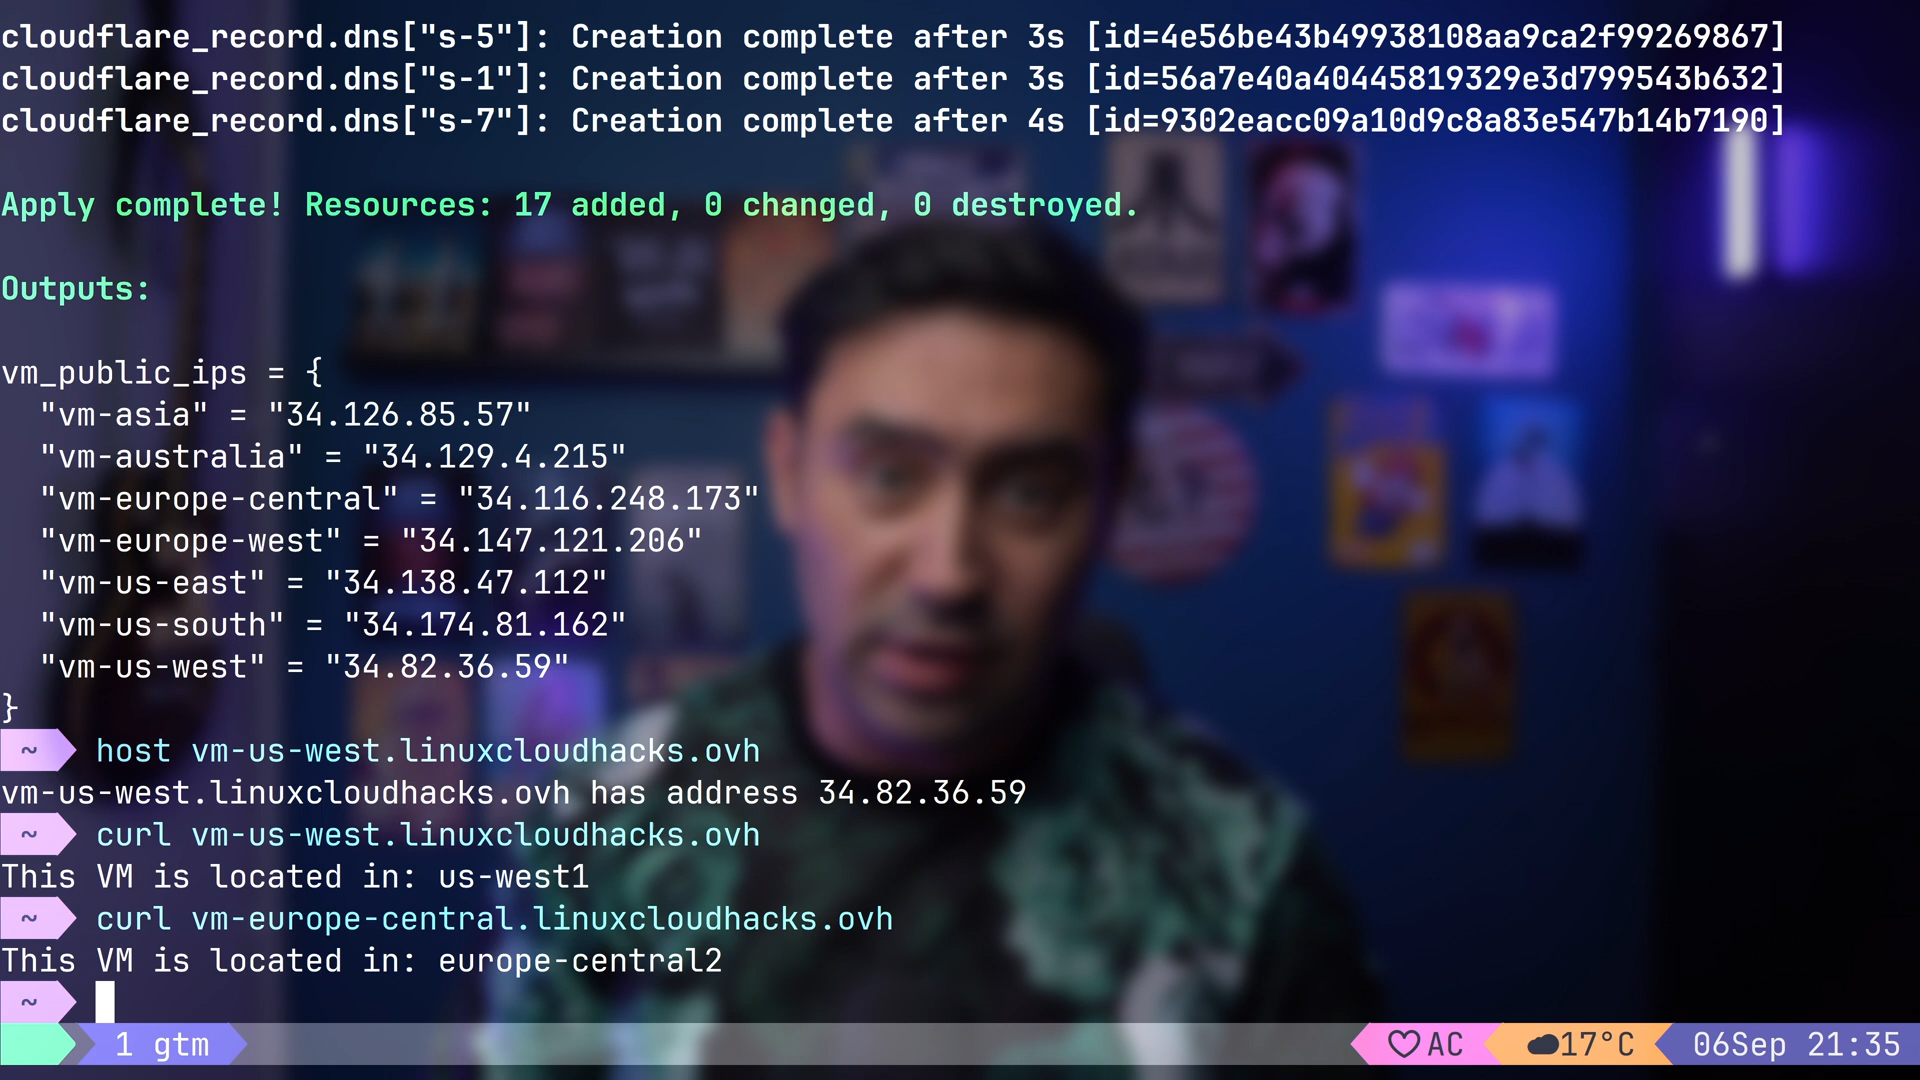 cloudflare_record.dns["s-5"]: Creation complete after 3s [id=4e56be43b49938108aa9ca2f99269867]
cloudflare_record.dns["s-1"]: Creation complete after 3s [id=56a7e40a40445819329e3d799543b632]
cloudflare_record.dns["s-7"]: Creation complete after 4s [id=9302eacc09a10d9c8a83e547b14b7190]
Apply complete! Resources: 17 added, 0 changed, 0 destroyed.
Outputs:
vm_public_ips = {
"vm-asia" = "34.126.85.57"
"vm-australia" = "34.129.4.215"
"vm-europe-central" = "34.116.248.173"
"vm-europe-west" = "34.147.121.206"
"vm-us-east" = "34.138.47.112"
"vm-us-south" = "34.174.81.162"
"vm-us-west" = "34.82.36.59"
}
~ host vm-us-west.linuxcloudhacks.ovh
vm-us-west.linuxcloudhacks.ovh has address 34.82.36.59
~ curl vm-us-west.linuxcloudhacks.ovh
This VM is located in: us-west1
~ curl vm-europe-central.linuxcloudhacks.ovh
This VM is located in: europe-central2
~
1 gtm AC 17°C 06Sep 21:35